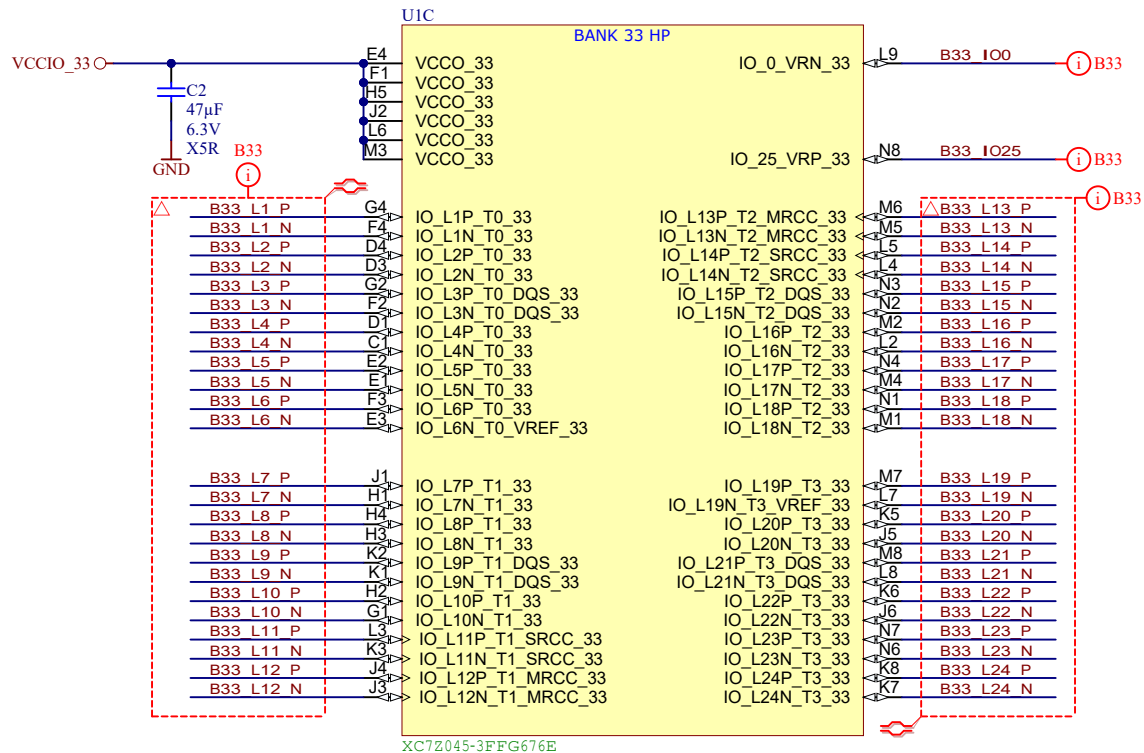 U1C
BANK 33 HP
VCCIO_33
E4 VCCO_33
F1 VCCO_33
H5 VCCO_33
J2 VCCO_33
L6 VCCO_33
M3 VCCO_33
C2
47µF
6.3V
X5R
GND
IO_0_VRN_33 L9 B33_IO0 i B33
IO_25_VRP_33 N8 B33_IO25 i B33
B33
i
i B33
B33_L1_P G4 IO_L1P_T0_33
B33_L1_N F4 IO_L1N_T0_33
B33_L2_P D4 IO_L2P_T0_33
B33_L2_N D3 IO_L2N_T0_33
B33_L3_P G2 IO_L3P_T0_DQS_33
B33_L3_N F2 IO_L3N_T0_DQS_33
B33_L4_P D1 IO_L4P_T0_33
B33_L4_N C1 IO_L4N_T0_33
B33_L5_P E2 IO_L5P_T0_33
B33_L5_N E1 IO_L5N_T0_33
B33_L6_P F3 IO_L6P_T0_33
B33_L6_N E3 IO_L6N_T0_VREF_33
B33_L7_P J1 IO_L7P_T1_33
B33_L7_N H1 IO_L7N_T1_33
B33_L8_P H4 IO_L8P_T1_33
B33_L8_N H3 IO_L8N_T1_33
B33_L9_P K2 IO_L9P_T1_DQS_33
B33_L9_N K1 IO_L9N_T1_DQS_33
B33_L10_P H2 IO_L10P_T1_33
B33_L10_N G1 IO_L10N_T1_33
B33_L11_P L3 IO_L11P_T1_SRCC_33
B33_L11_N K3 IO_L11N_T1_SRCC_33
B33_L12_P J4 IO_L12P_T1_MRCC_33
B33_L12_N J3 IO_L12N_T1_MRCC_33
IO_L13P_T2_MRCC_33 M6 B33_L13_P
IO_L13N_T2_MRCC_33 M5 B33_L13_N
IO_L14P_T2_SRCC_33 L5 B33_L14_P
IO_L14N_T2_SRCC_33 L4 B33_L14_N
IO_L15P_T2_DQS_33 N3 B33_L15_P
IO_L15N_T2_DQS_33 N2 B33_L15_N
IO_L16P_T2_33 M2 B33_L16_P
IO_L16N_T2_33 L2 B33_L16_N
IO_L17P_T2_33 N4 B33_L17_P
IO_L17N_T2_33 M4 B33_L17_N
IO_L18P_T2_33 N1 B33_L18_P
IO_L18N_T2_33 M1 B33_L18_N
IO_L19P_T3_33 M7 B33_L19_P
IO_L19N_T3_VREF_33 L7 B33_L19_N
IO_L20P_T3_33 K5 B33_L20_P
IO_L20N_T3_33 J5 B33_L20_N
IO_L21P_T3_DQS_33 M8 B33_L21_P
IO_L21N_T3_DQS_33 L8 B33_L21_N
IO_L22P_T3_33 K6 B33_L22_P
IO_L22N_T3_33 J6 B33_L22_N
IO_L23P_T3_33 N7 B33_L23_P
IO_L23N_T3_33 N6 B33_L23_N
IO_L24P_T3_33 K8 B33_L24_P
IO_L24N_T3_33 K7 B33_L24_N
XC7Z045-3FFG676E